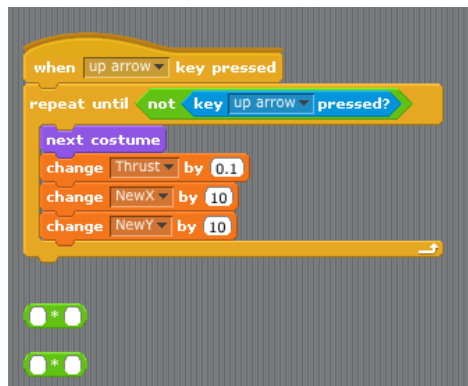 when up arrow key pressed
repeat until not key up arrow pressed?
next costume
change Thrust by 0.1
change NewX by 10
change NewY by 10
*
*